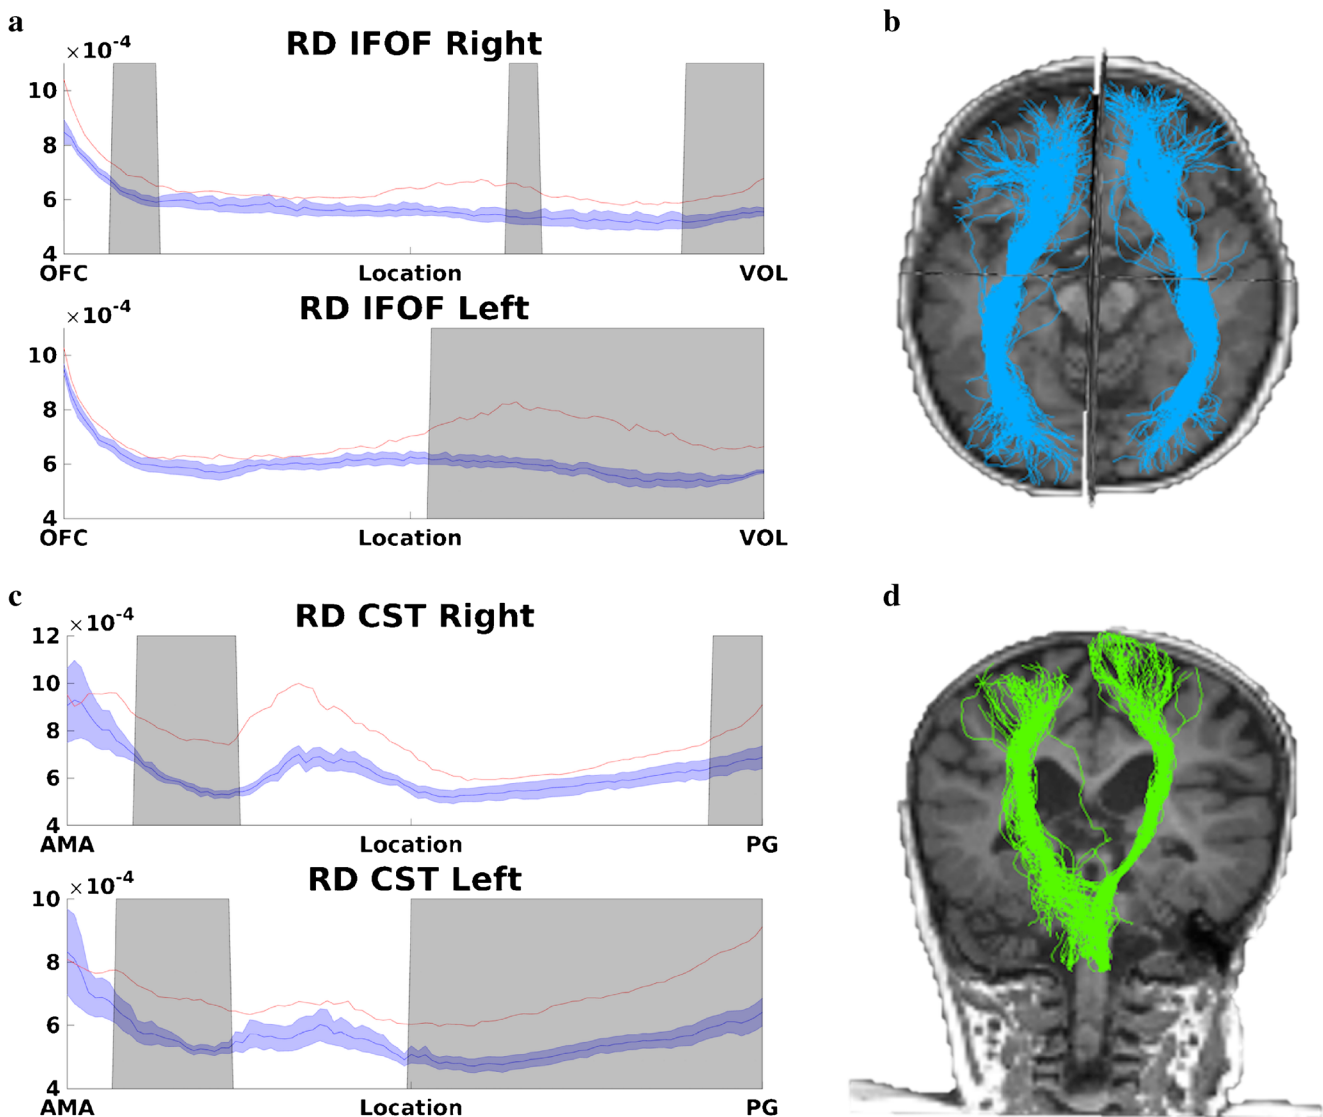 a
RD IFOF Right
×10⁻⁴
10
8
6
4
OFC Location VOL
RD IFOF Left
×10⁻⁴
10
8
6
4
OFC Location VOL
b
c
RD CST Right
×10⁻⁴
12
10
8
6
4
AMA Location PG
RD CST Left
×10⁻⁴
10
8
6
4
AMA Location PG
d